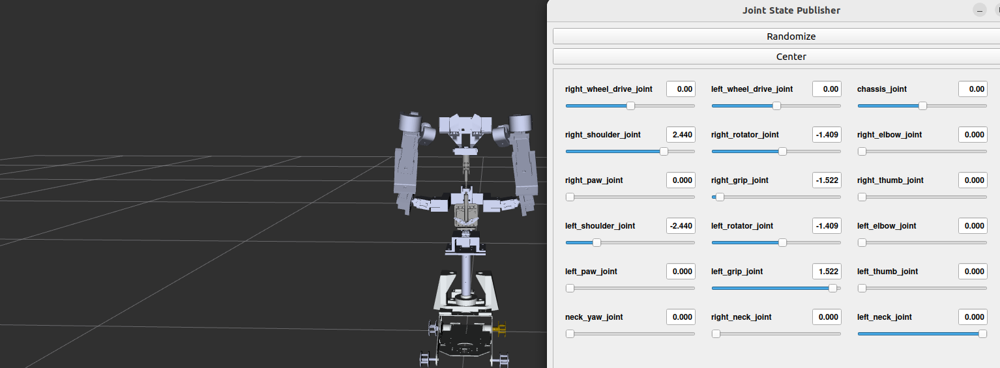 Joint State Publisher
Randomize
Center
right_wheel_drive_joint 0.00 left_wheel_drive_joint 0.00 chassis_joint 0.00
right_shoulder_joint 2.440 right_rotator_joint -1.409 right_elbow_joint 0.000
right_paw_joint 0.000 right_grip_joint -1.522 right_thumb_joint 0.000
left_shoulder_joint -2.440 left_rotator_joint -1.409 left_elbow_joint 0.000
left_paw_joint 0.000 left_grip_joint 1.522 left_thumb_joint 0.000
neck_yaw_joint 0.000 right_neck_joint 0.000 left_neck_joint 0.000